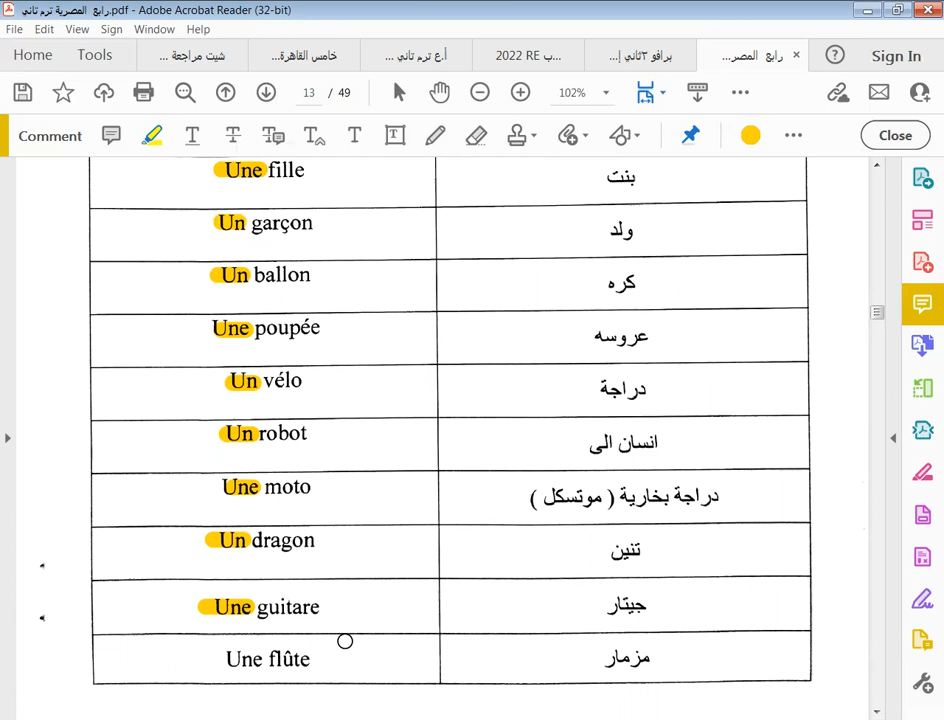 رابع المصرية ترم تاني.pdf - Adobe Acrobat Reader (32-bit)
File Edit View Sign Window Help
Home Tools شيت مراجعة ... خامس القاهرة... أ.ع ترم تاني ... ب 2022 RE... برافو ٣ثاني إ... رابع المصر... × Sign In
13 / 49 102%
Comment Close
Une fille بنت
Un garçon ولد
Un ballon كره
Une poupée عروسه
Un vélo دراجة
Un robot انسان الى
Une moto دراجة بخارية ( موتسكل )
Un dragon تنين
Une guitare جيتار
Une flûte مزمار